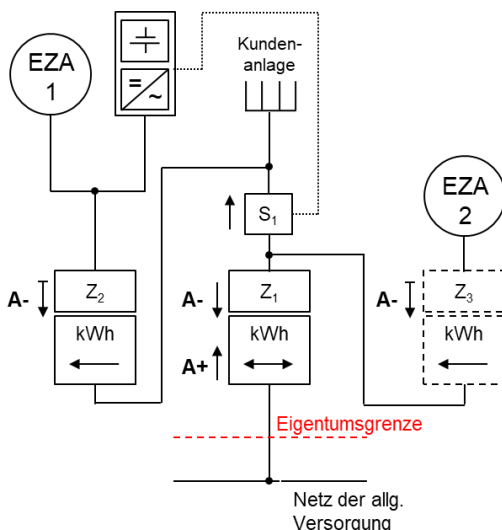 EZA
1
=
~
Kunden-
anlage
S1
EZA
2
A-
Z2
kWh
A-
Z1
A+
kWh
A-
Z3
kWh
Eigentumsgrenze
Netz der allg.
Versorgung